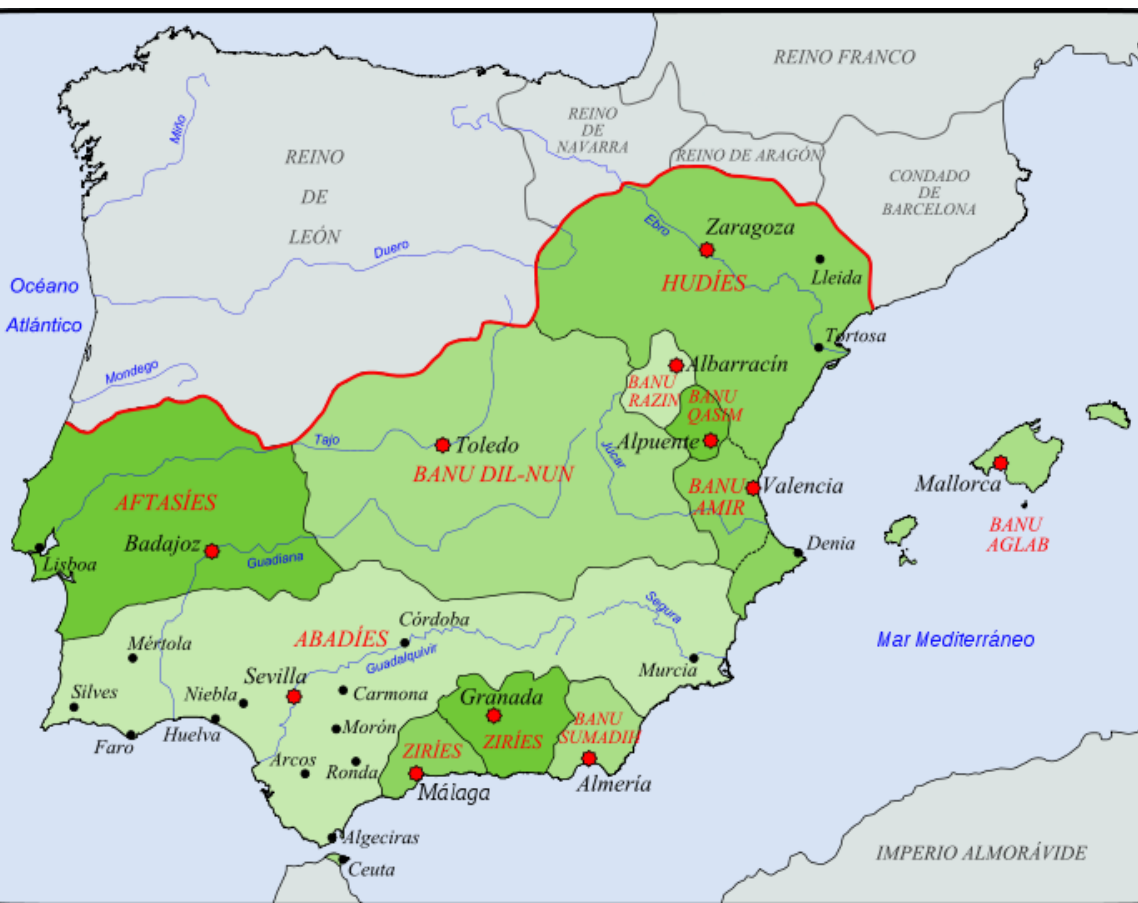 REINO FRANCO
REINO
DE
NAVARRA
REINO DE ARAGÓN
CONDADO
DE
BARCELONA
REINO
DE
LEÓN
Miño
Duero
Ebro
Zaragoza
HUDÍES
Lleida
Tortosa
Océano
Atlántico
Mondego
Albarracín
BANU
RAZIN
BANU
QASIM
Alpuente
Júcar
Tajo
Toledo
BANU DIL-NUN
BANU
AMIR
Valencia
Mallorca
BANU
AGLAB
AFTASÍES
Badajoz
Lisboa
Guadiana
Denia
Mar Mediterráneo
ABADÍES
Córdoba
Guadalquivir
Segura
Murcia
Mértola
Sevilla
Silves
Niebla
Carmona
Faro
Huelva
Morón
Arcos
Ronda
Granada
ZIRÍES
ZIRÍES
Málaga
BANU
SUMADIH
Almería
Algeciras
Ceuta
IMPERIO ALMORÁVIDE